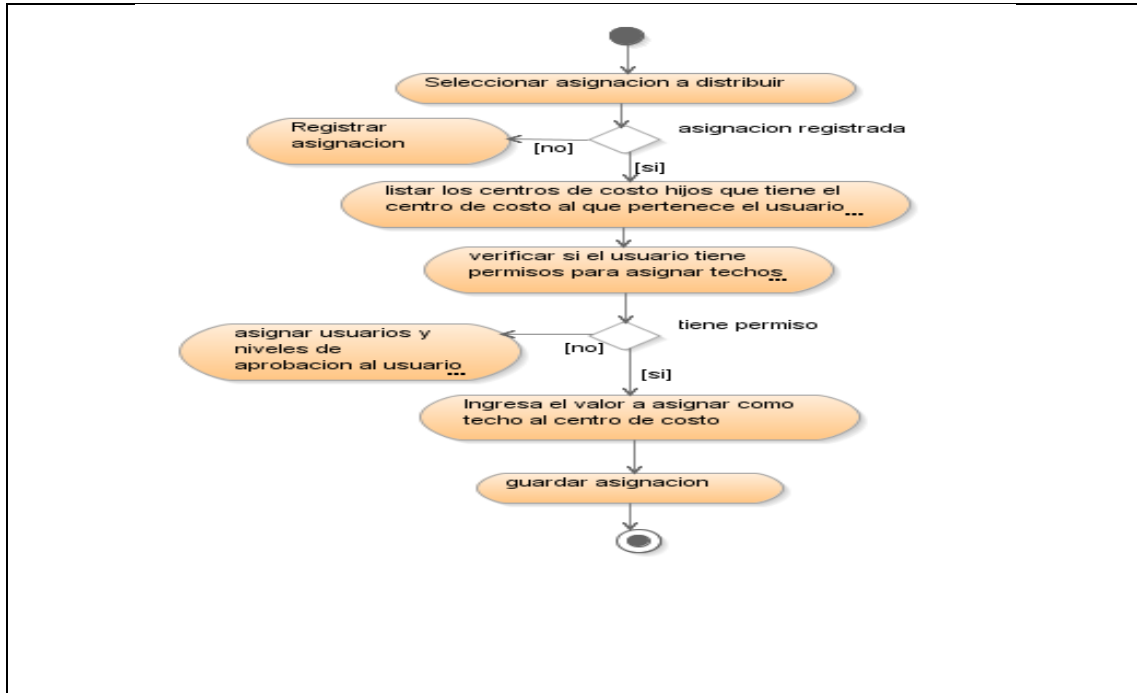 Seleccionar asignacion a distribuir
asignacion registrada
Registrar
asignacion
[no]
[si]
listar los centros de costo hijos que tiene el
centro de costo al que pertenece el usuario...
verificar si el usuario tiene
permisos para asignar techos...
tiene permiso
asignar usuarios y
niveles de
aprobacion al usuario...
[no]
[si]
Ingresa el valor a asignar como
techo al centro de costo
guardar asignacion